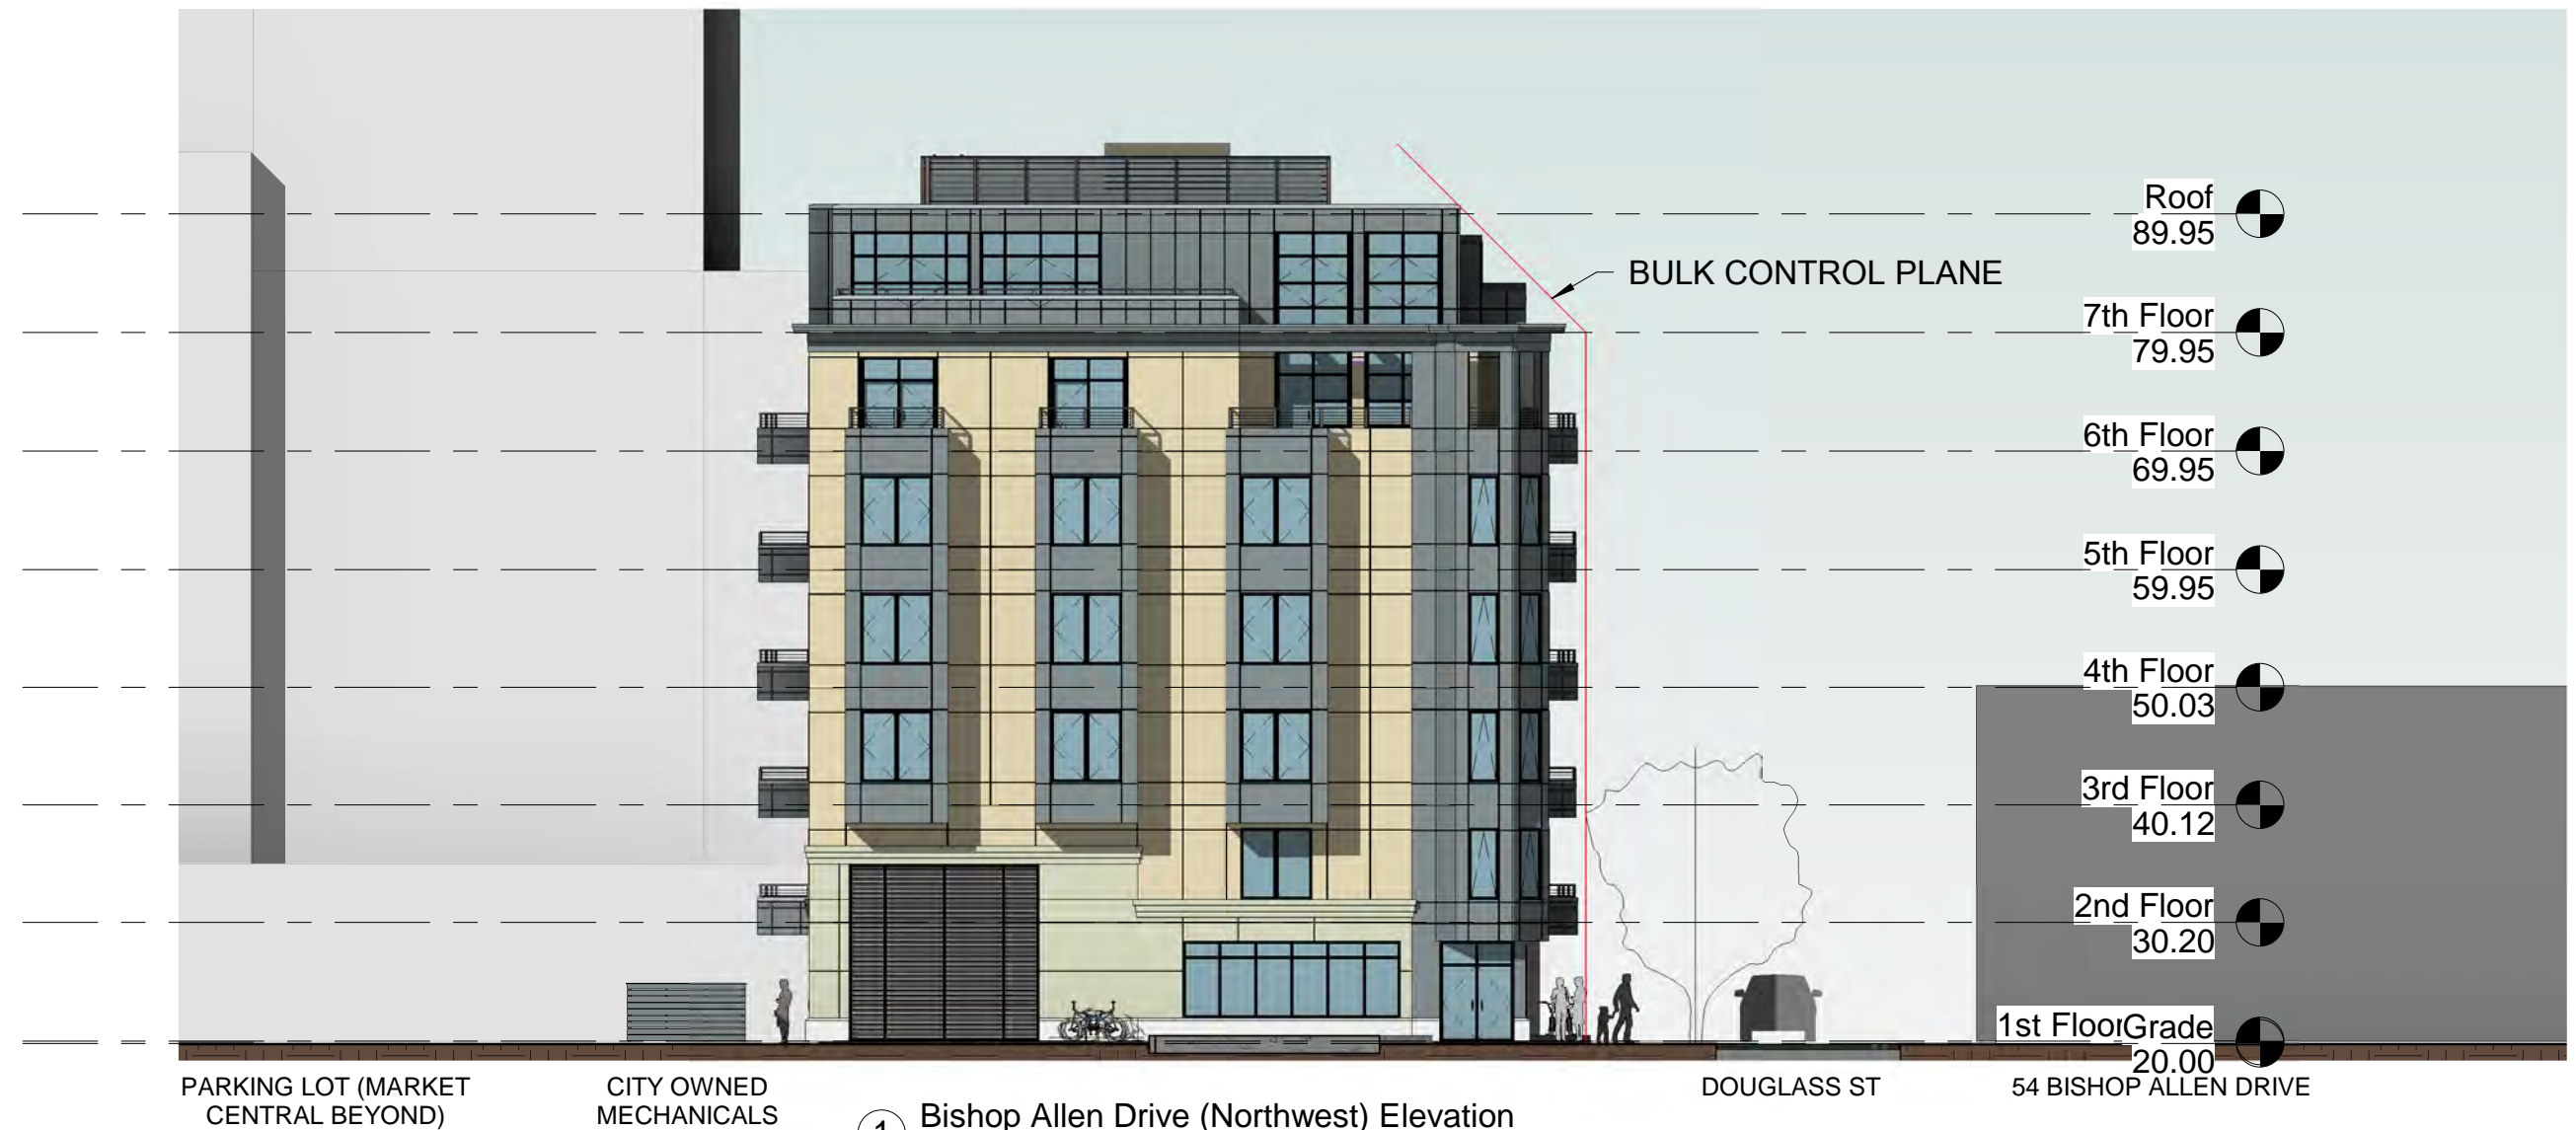 Roof
89.95
BULK CONTROL PLANE
7th Floor
79.95
6th Floor
69.95
5th Floor
59.95
4th Floor
50.03
3rd Floor
40.12
2nd Floor
30.20
1st Floor Grade
20.00
PARKING LOT (MARKET
CENTRAL BEYOND)
CITY OWNED
MECHANICALS
DOUGLASS ST
54 BISHOP ALLEN DRIVE
1 Bishop Allen Drive (Northwest) Elevation